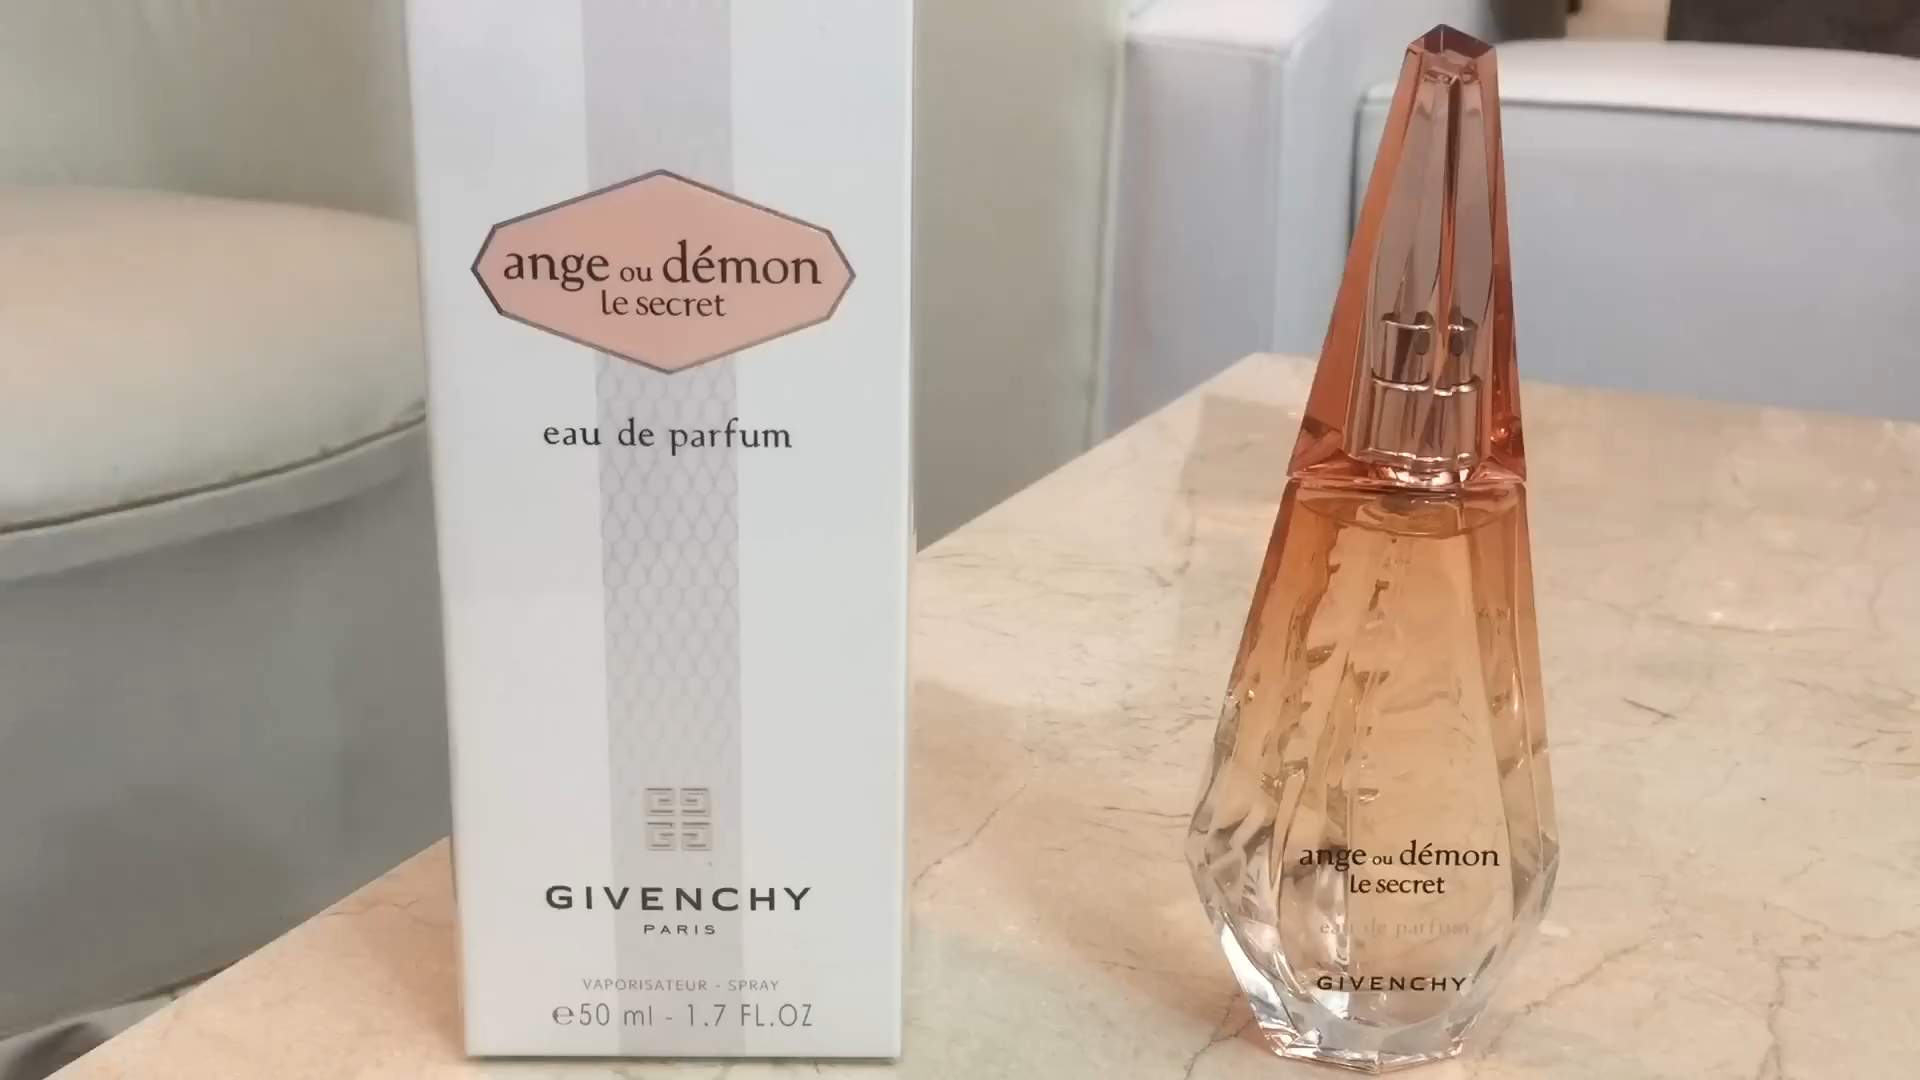 ange ou démon
le secret
eau de parfum
GIVENCHY
PARIS
VAPORISATEUR - SPRAY
℮50 ml - 1.7 FL.OZ
ange ou démon
le secret
eau de parfum
GIVENCHY